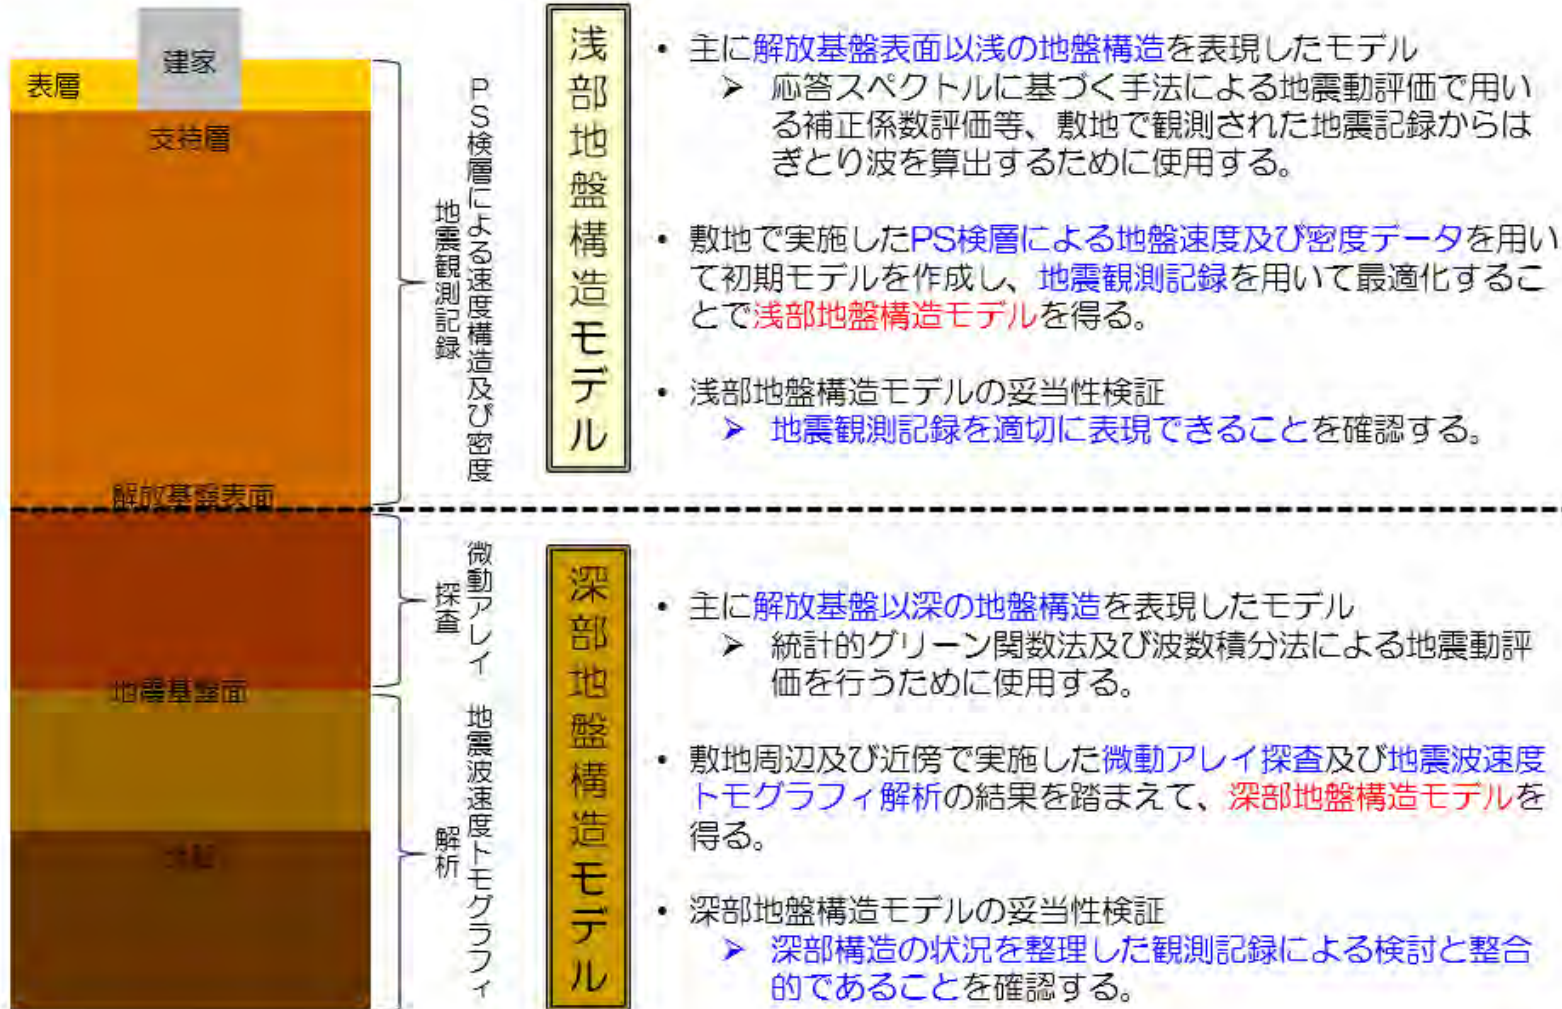 建家
表層
支持層
解放基盤表面
地震基盤面
PS検層による速度構造及び密度
地震観測記録
微動アレイ
探査
地震波速度トモグラフィ
解析
浅部地盤構造モデル
• 主に解放基盤表面以浅の地盤構造を表現したモデル
➢ 応答スペクトルに基づく手法による地震動評価で用い
る補正係数評価等、敷地で観測された地震記録からは
ぎとり波を算出するために使用する。
• 敷地で実施したPS検層による地盤速度及び密度データを用い
て初期モデルを作成し、地震観測記録を用いて最適化するこ
とで浅部地盤構造モデルを得る。
• 浅部地盤構造モデルの妥当性検証
➢ 地震観測記録を適切に表現できることを確認する。
深部地盤構造モデル
• 主に解放基盤以深の地盤構造を表現したモデル
➢ 統計的グリーン関数法及び波数積分法による地震動評
価を行うために使用する。
• 敷地周辺及び近傍で実施した微動アレイ探査及び地震波速度
トモグラフィ解析の結果を踏まえて、深部地盤構造モデルを
得る。
• 深部地盤構造モデルの妥当性検証
➢ 深部構造の状況を整理した観測記録による検討と整合
的であることを確認する。